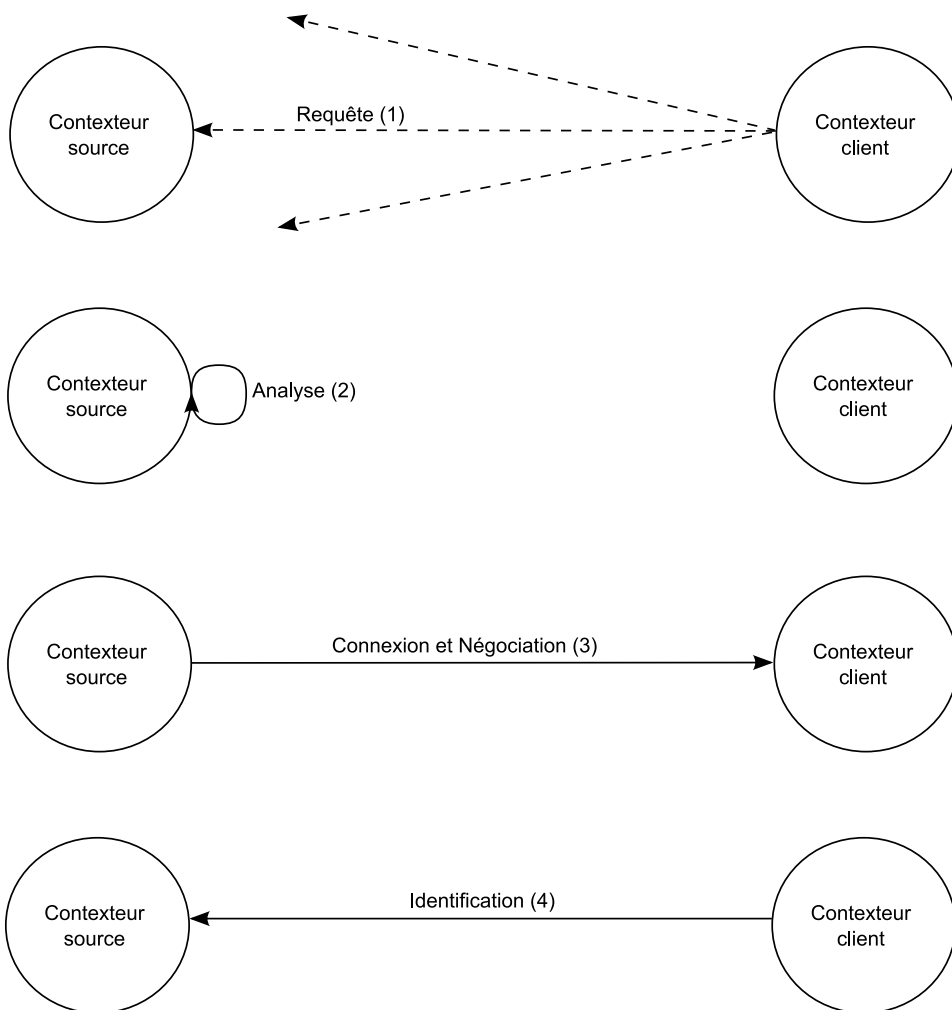 Contexteur
source
Requête (1)
Contexteur
client
Contexteur
source
Analyse (2)
Contexteur
client
Contexteur
source
Connexion et Négociation (3)
Contexteur
client
Contexteur
source
Identification (4)
Contexteur
client